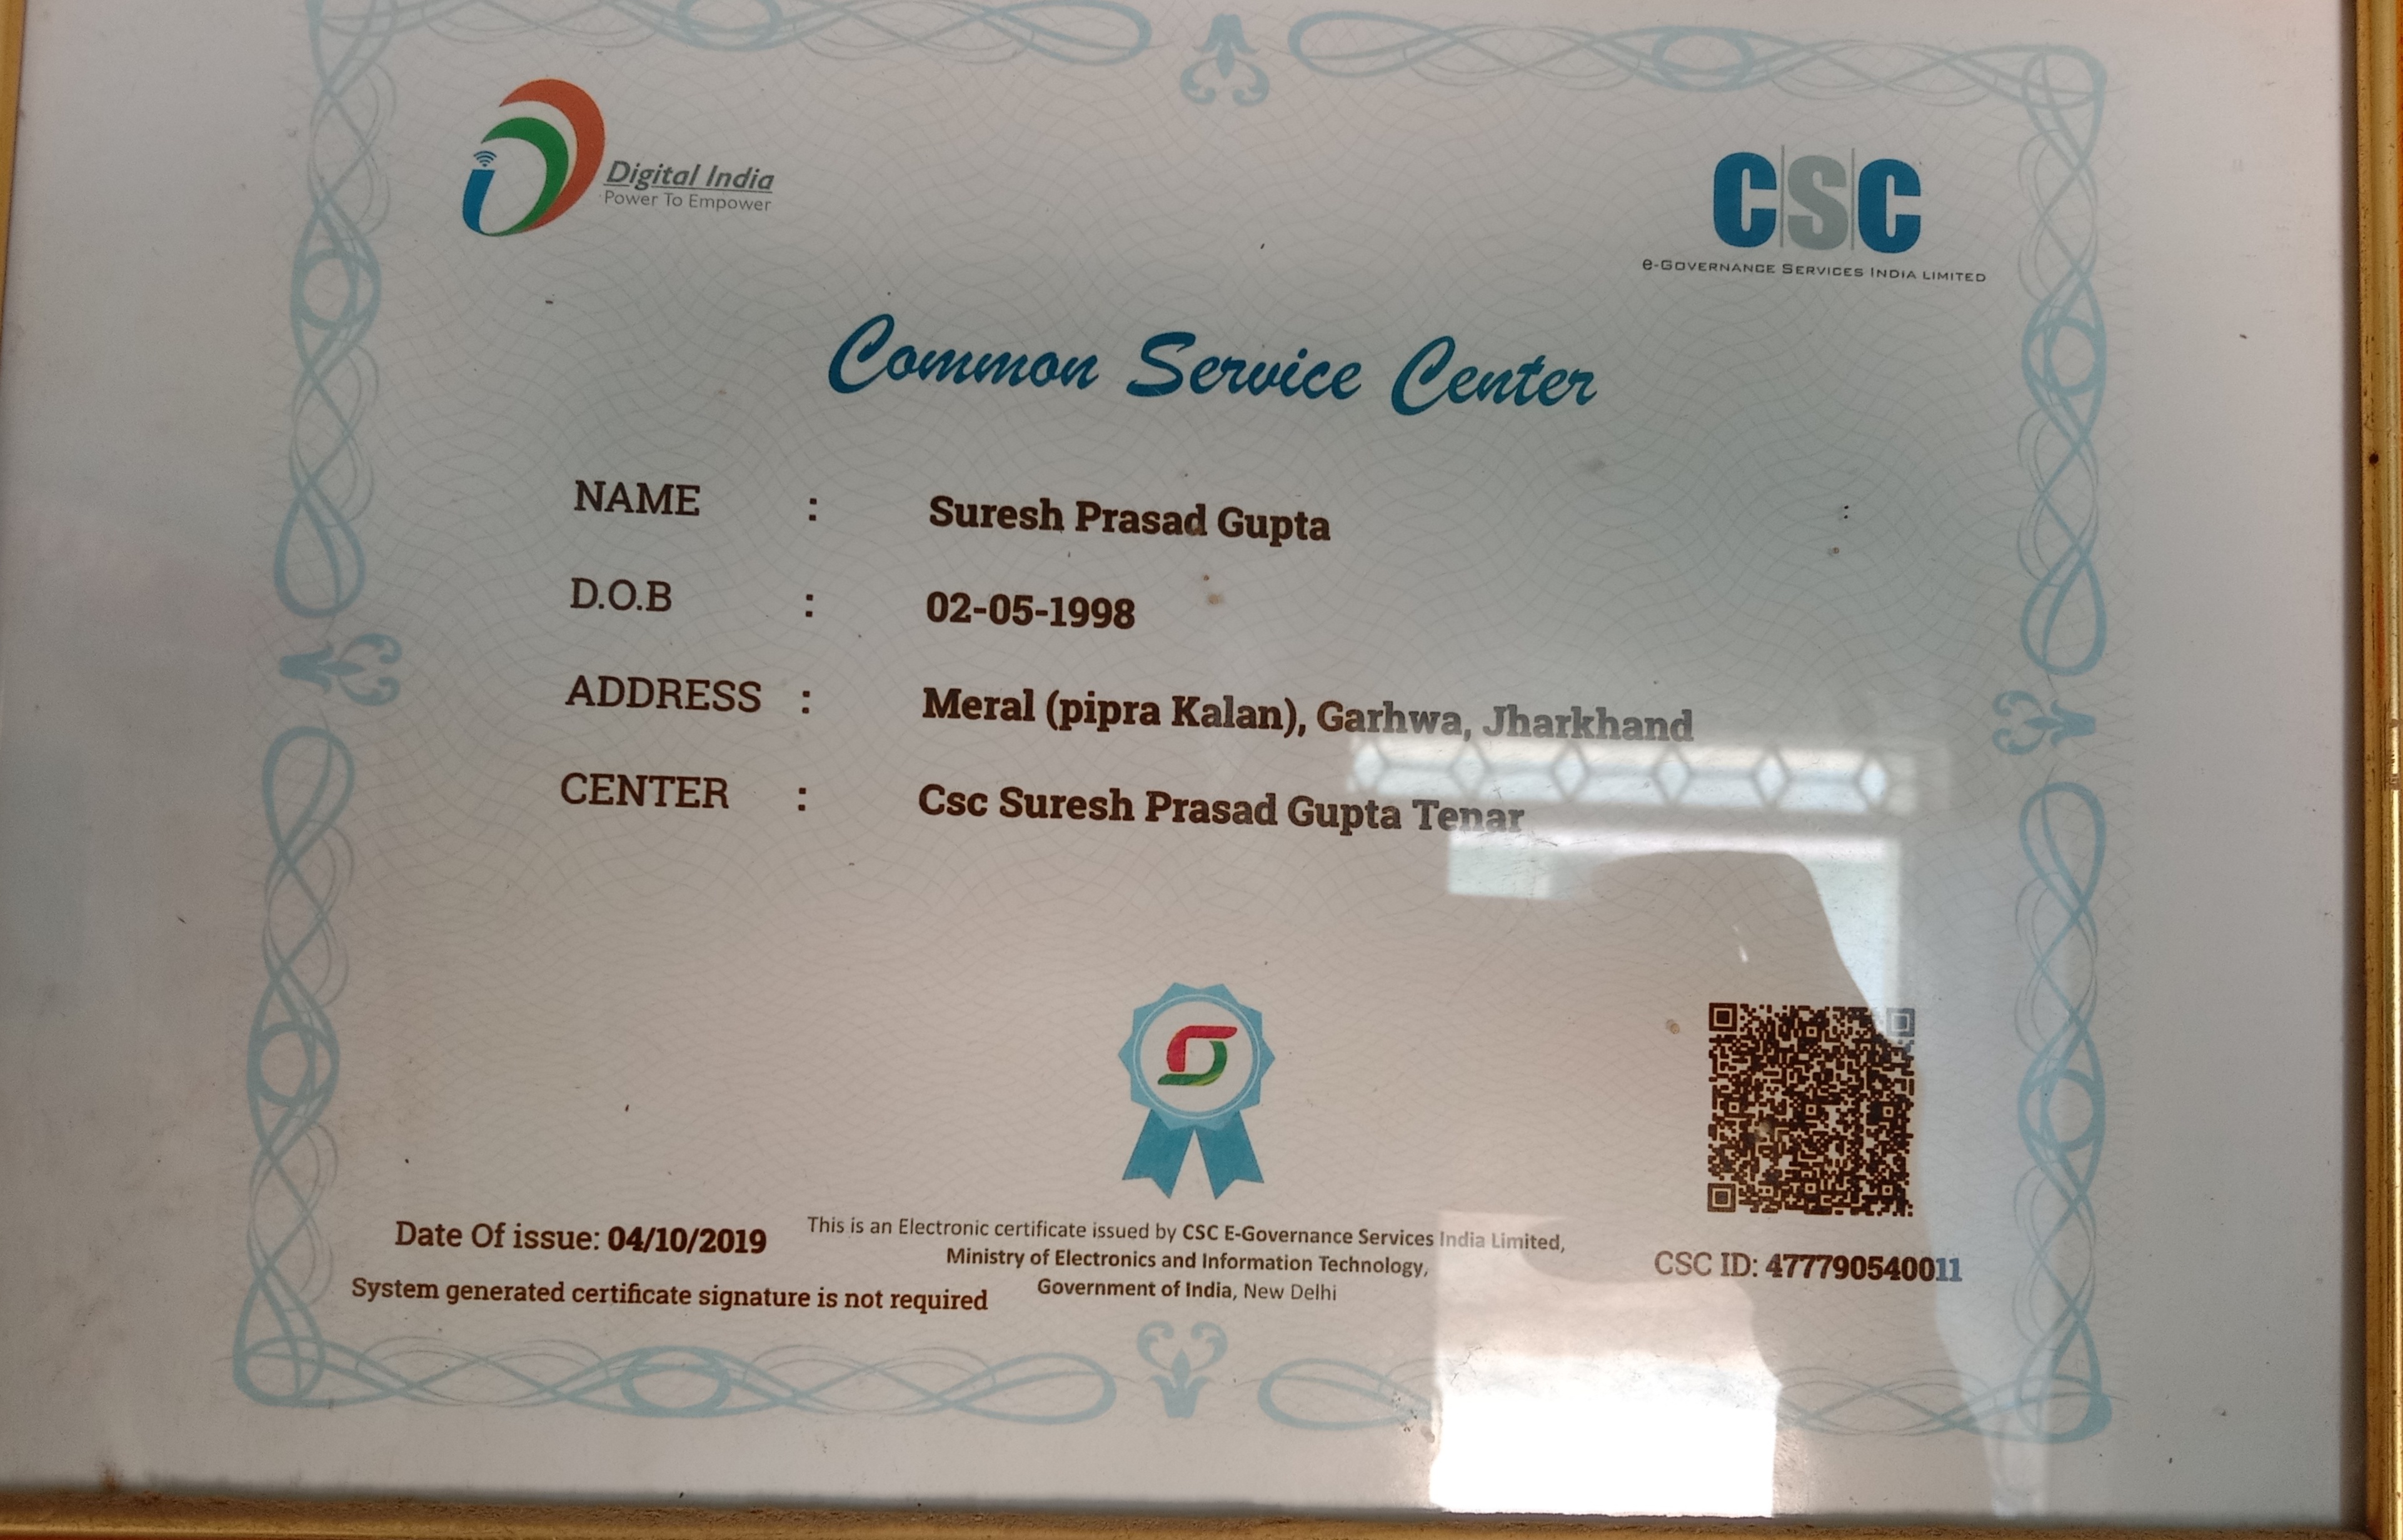 Digital India
Power To Empower
CSC
e-Governance Services India Limited
Common Service Center
NAME : Suresh Prasad Gupta
D.O.B : 02-05-1998
ADDRESS : Meral (pipra Kalan), Garhwa, Jharkhand
CENTER : Csc Suresh Prasad Gupta Tenar
Date Of issue: 04/10/2019
System generated certificate signature is not required
This is an Electronic certificate issued by CSC E-Governance Services India Limited,
Ministry of Electronics and Information Technology,
Government of India, New Delhi
CSC ID: 477790540011